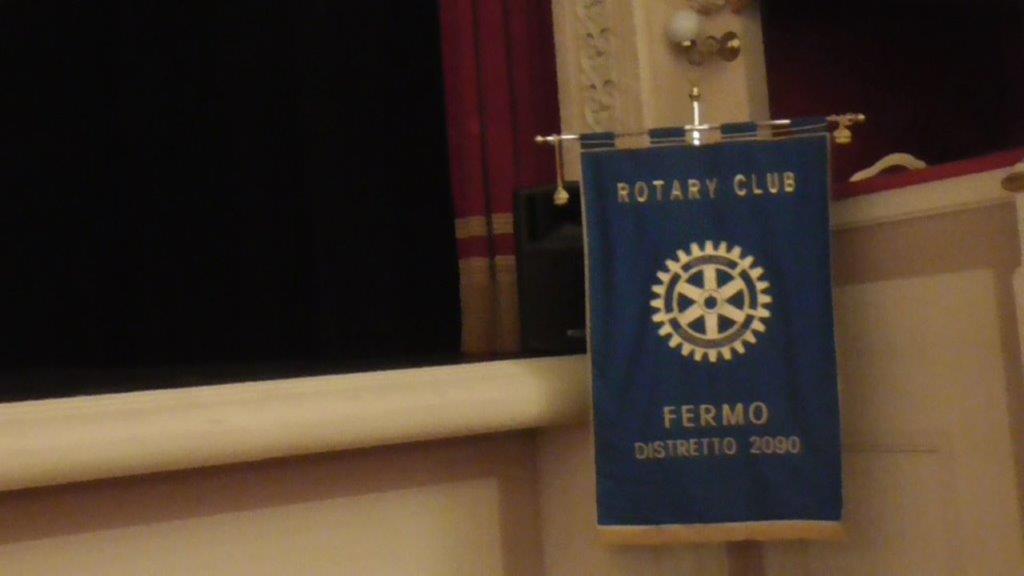 ROTARY CLUB
FERMO
DISTRETTO 2090